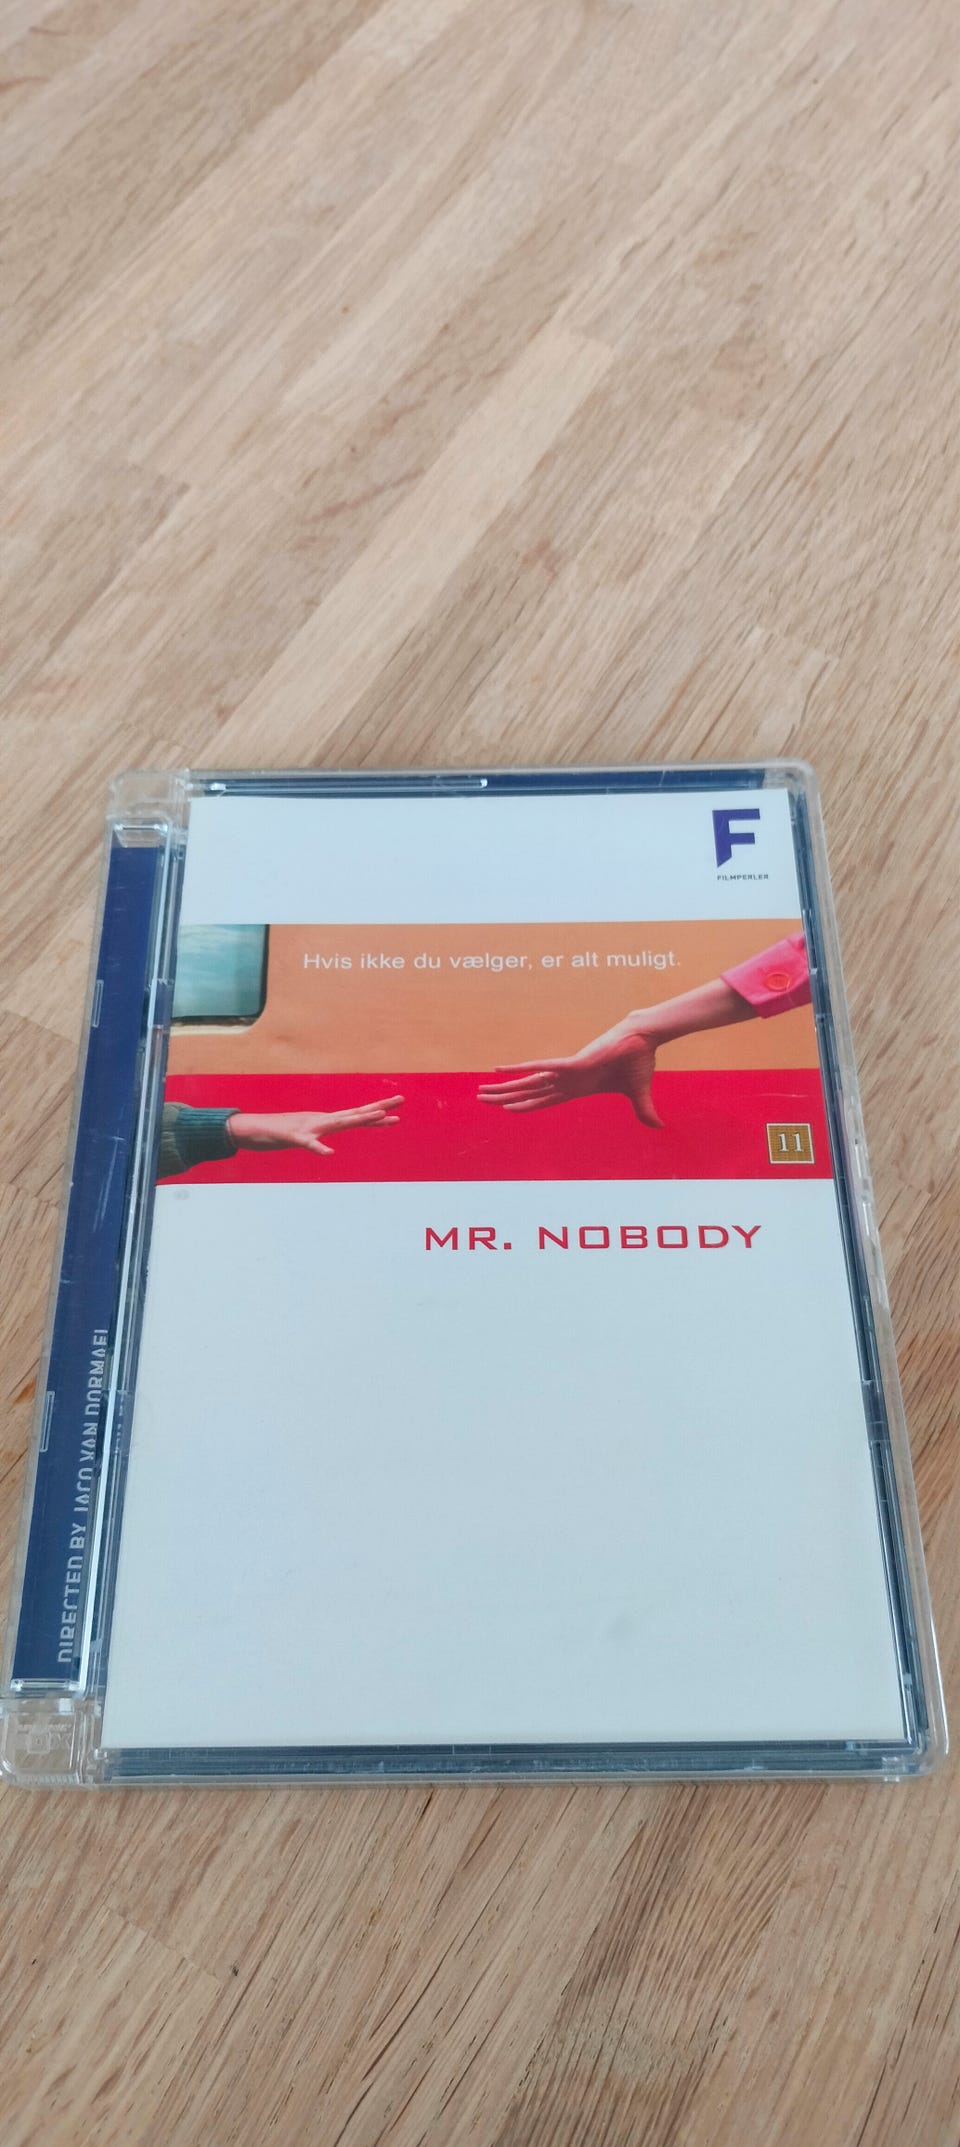 F
FILMPERLER
Hvis ikke du vælger, er alt muligt.
11
MR. NOBODY
DIRECTED BY JACO VAN DORMAEL